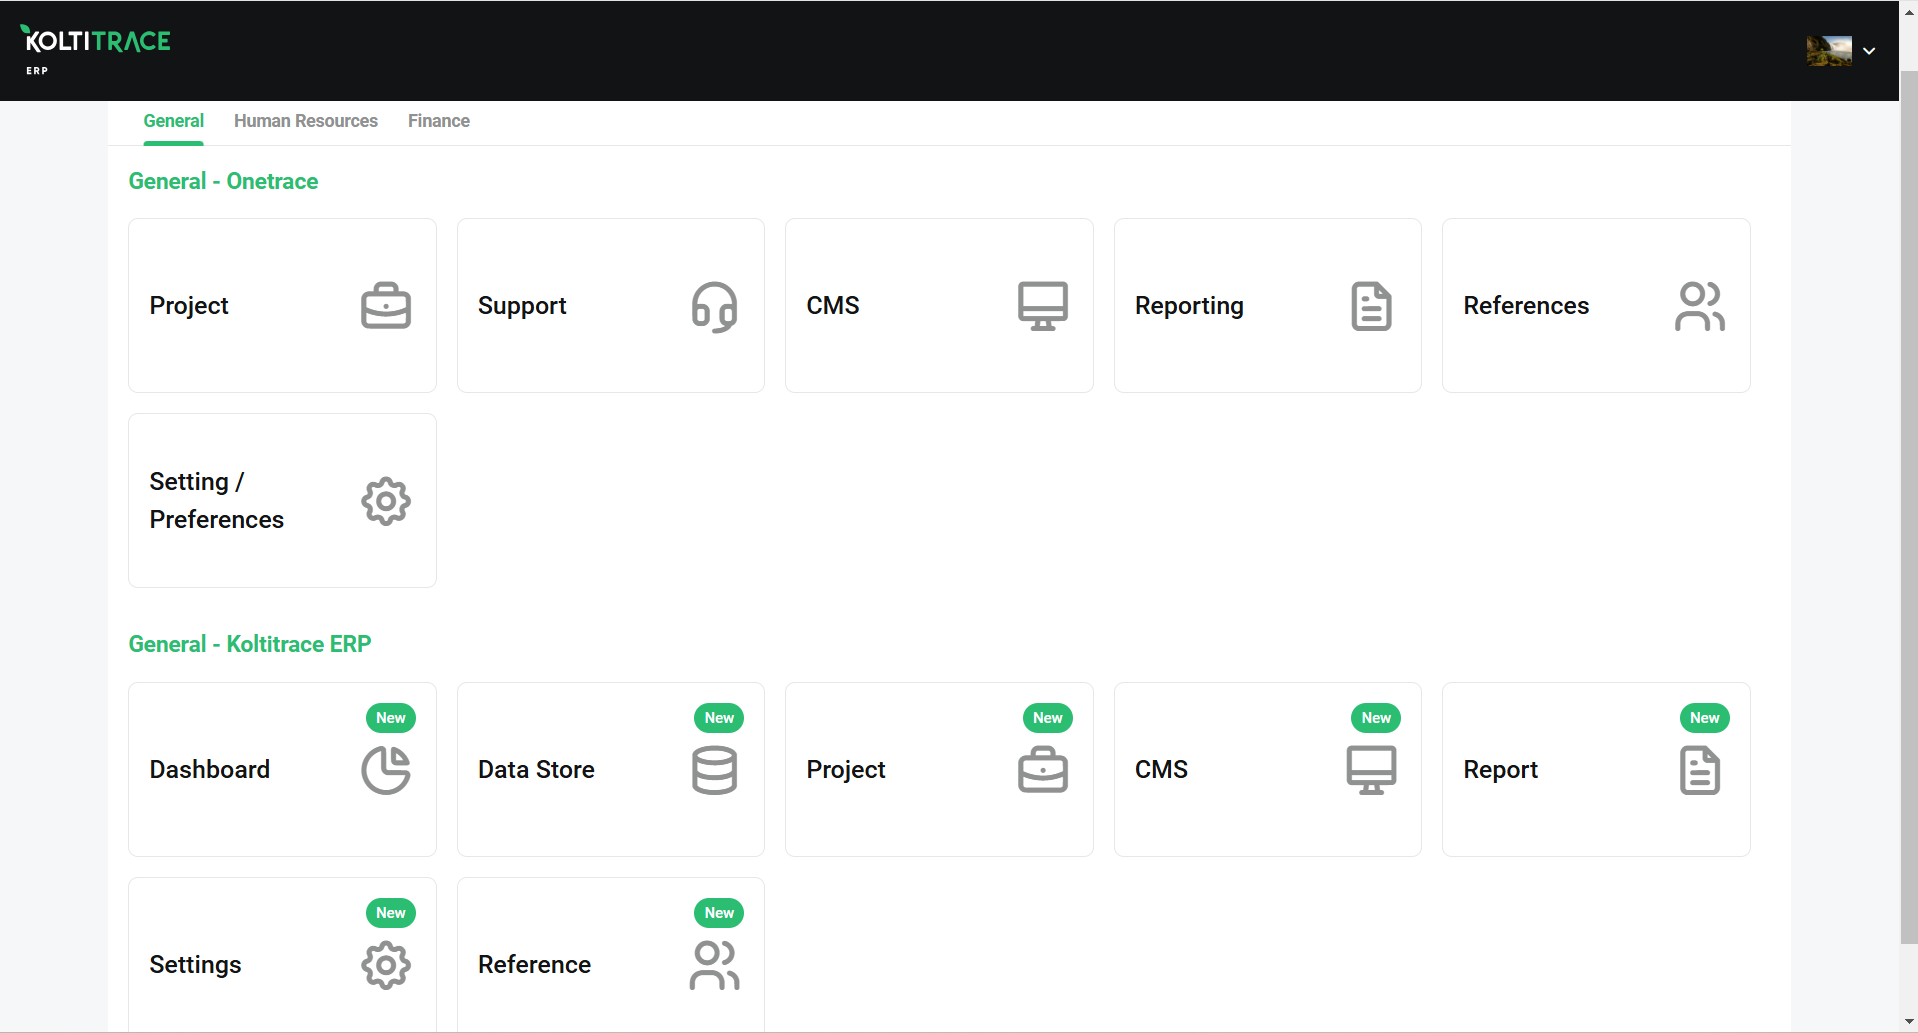 KOLTITRACE
ERP
General Human Resources Finance
General - Onetrace
Project
Support
CMS
Reporting
References
Setting /
Preferences
General - Koltitrace ERP
New
Dashboard
New
Data Store
New
Project
New
CMS
New
Report
New
Settings
New
Reference